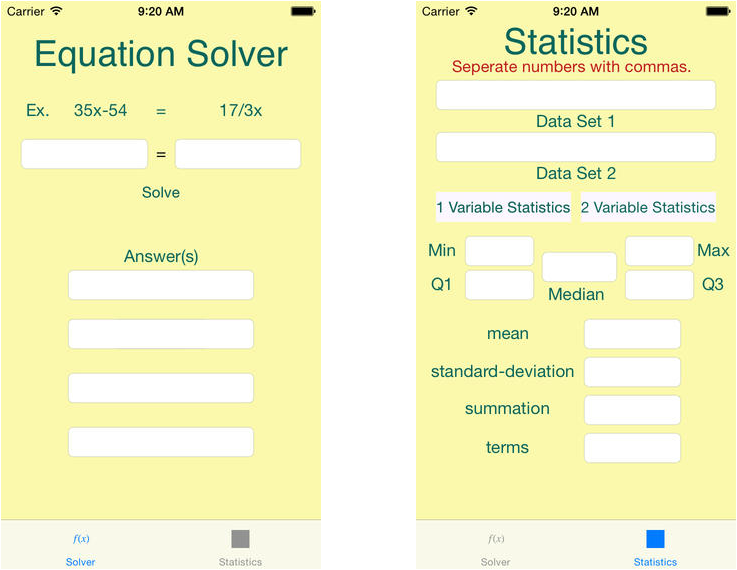 Carrier 9:20 AM
Equation Solver
Ex. 35x-54 = 17/3x
=
Solve
Answer(s)
f(x)
Solver Statistics
Carrier 9:20 AM
Statistics
Seperate numbers with commas.
Data Set 1
Data Set 2
1 Variable Statistics 2 Variable Statistics
Min Max
Q1 Median Q3
mean
standard-deviation
summation
terms
f(x)
Solver Statistics